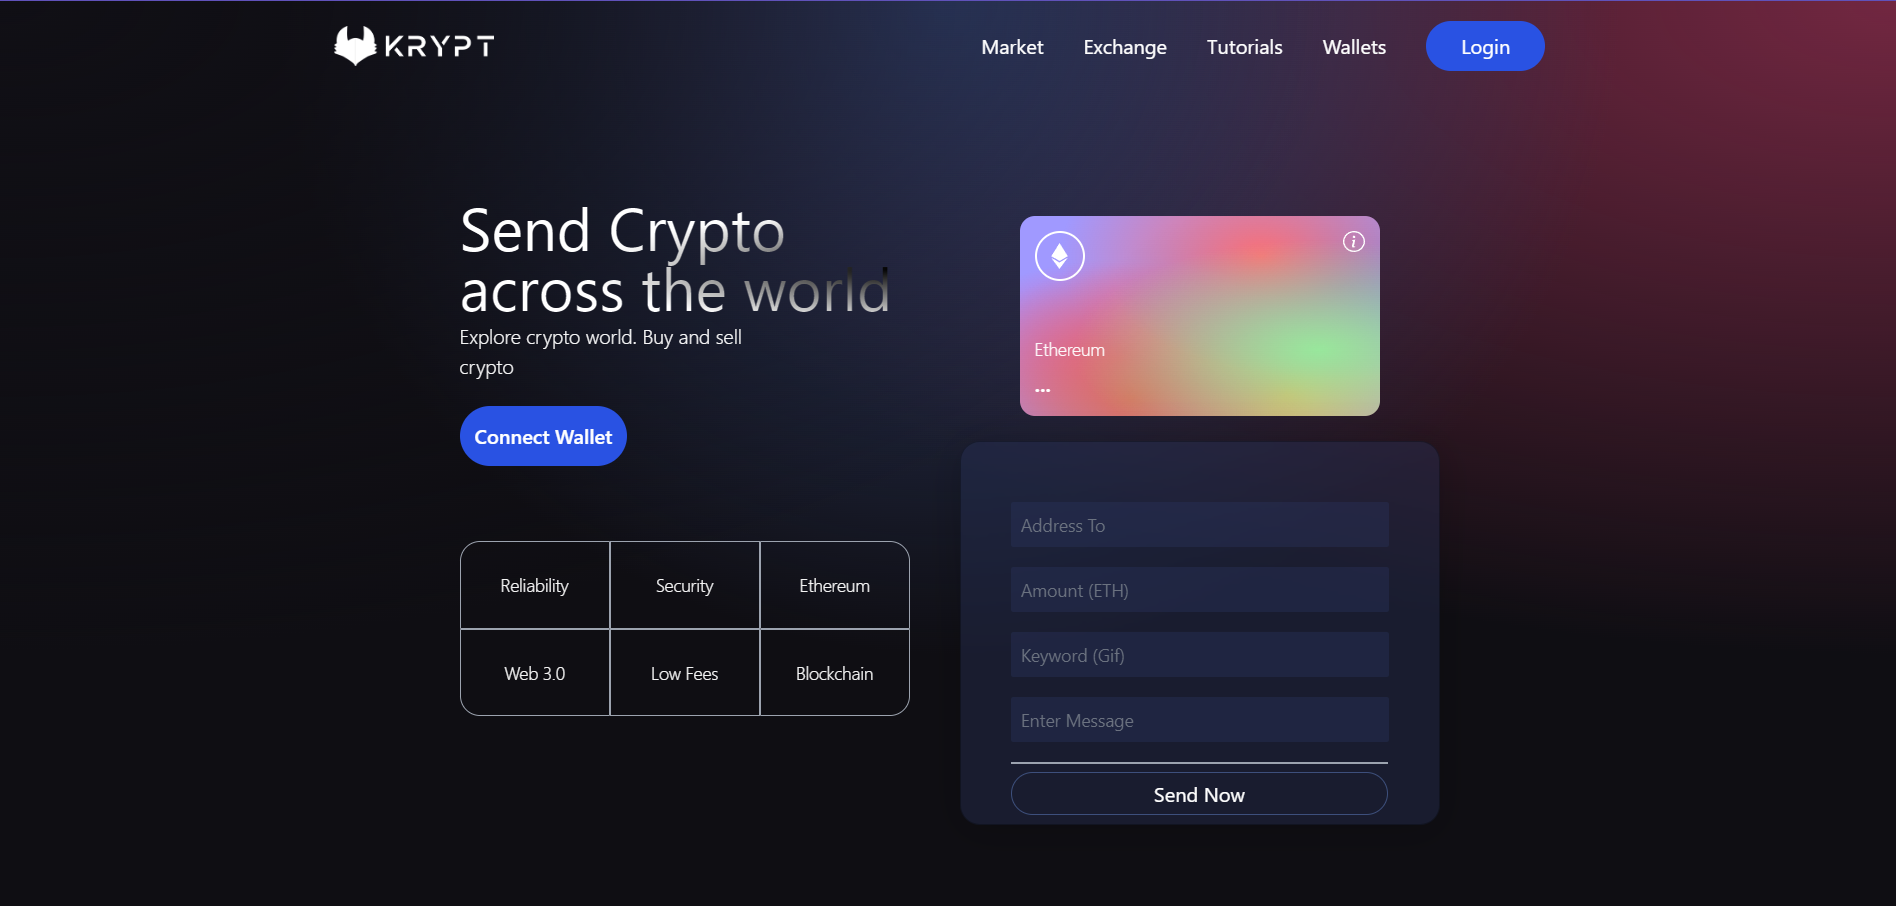 KRYPT
Market
Exchange
Tutorials
Wallets
Login
Send Crypto
across the world
Explore crypto world. Buy and sell
crypto
Connect Wallet
Reliability
Security
Ethereum
Web 3.0
Low Fees
Blockchain
i
Ethereum
...
Address To
Amount (ETH)
Keyword (Gif)
Enter Message
Send Now